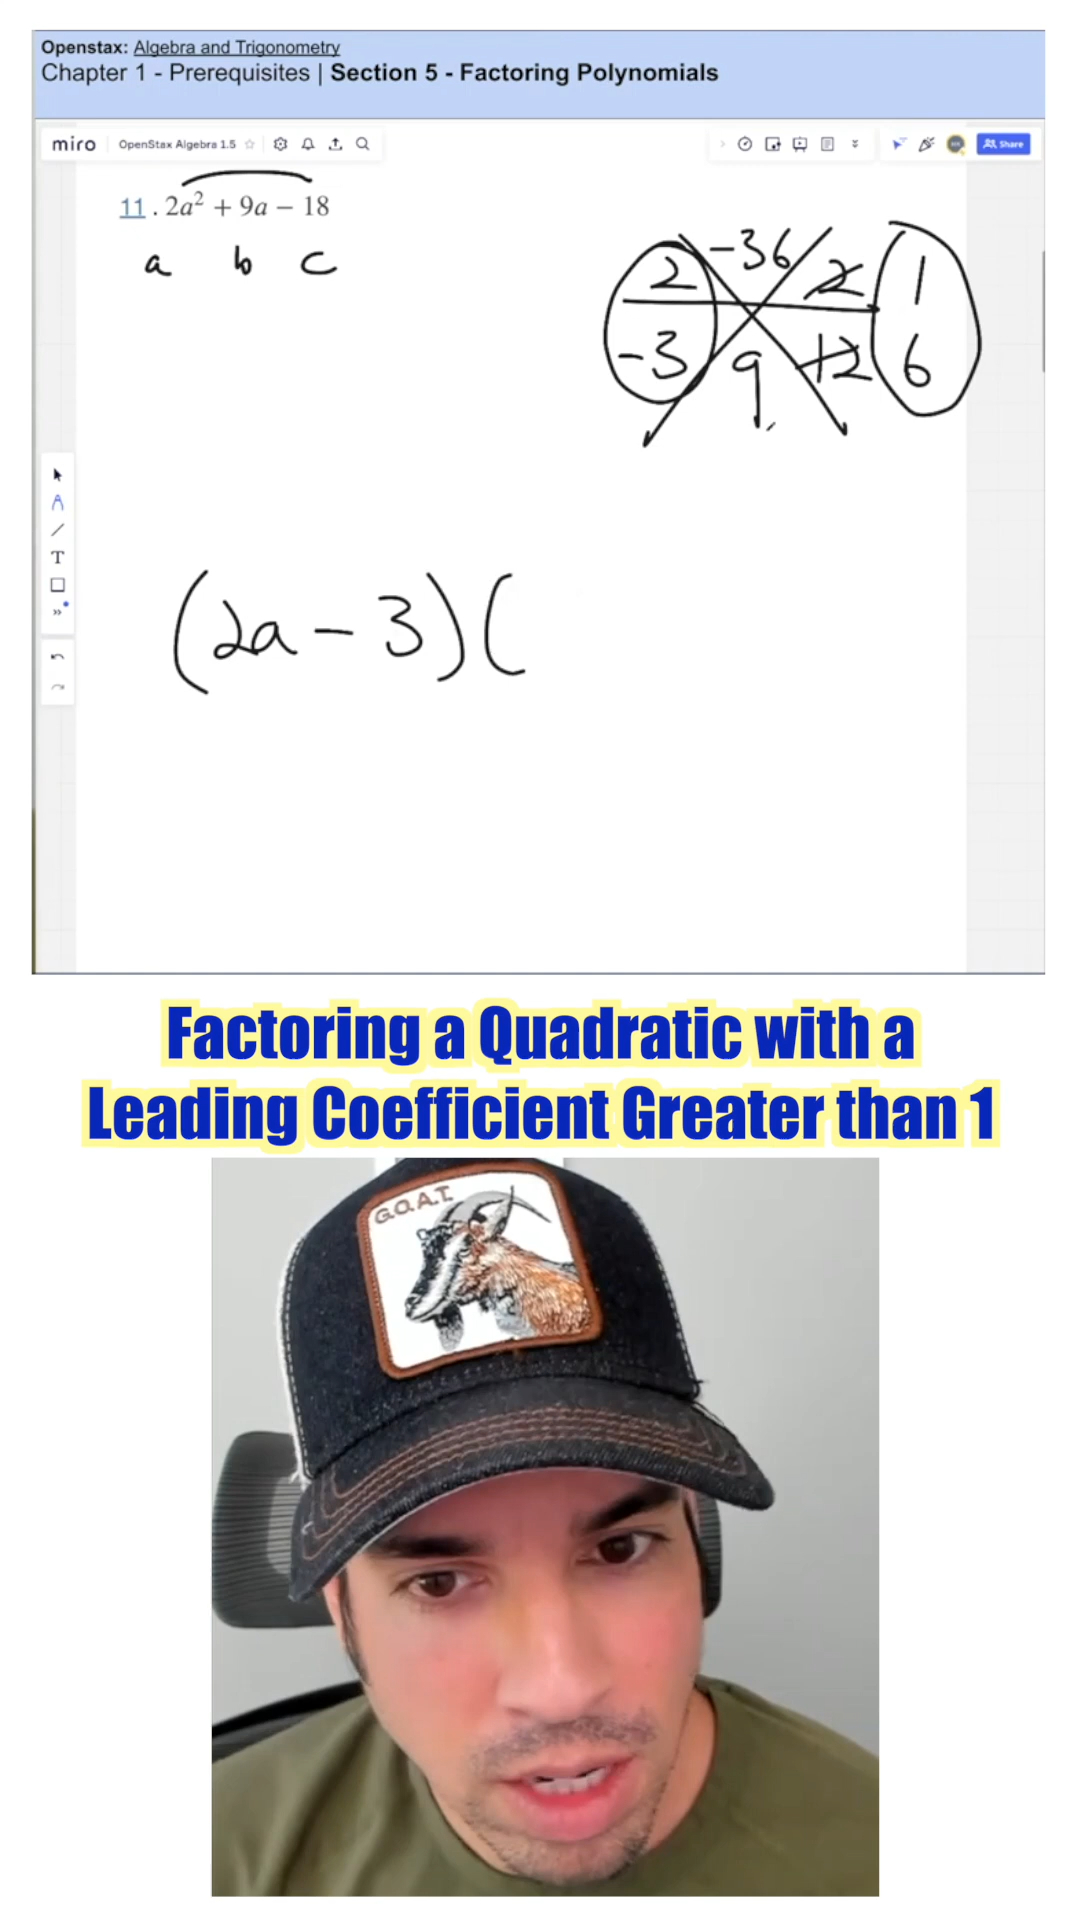 Openstax: Algebra and Trigonometry
Chapter 1 - Prerequisites | Section 5 - Factoring Polynomials
miro OpenStax Algebra 1.5 Share
11 . 2a² + 9a − 18
a b c
-36
2 2 1
-3 9 +2 6
T
(2a - 3)(
Factoring a Quadratic with a
Leading Coefficient Greater than 1
G.O.A.T.